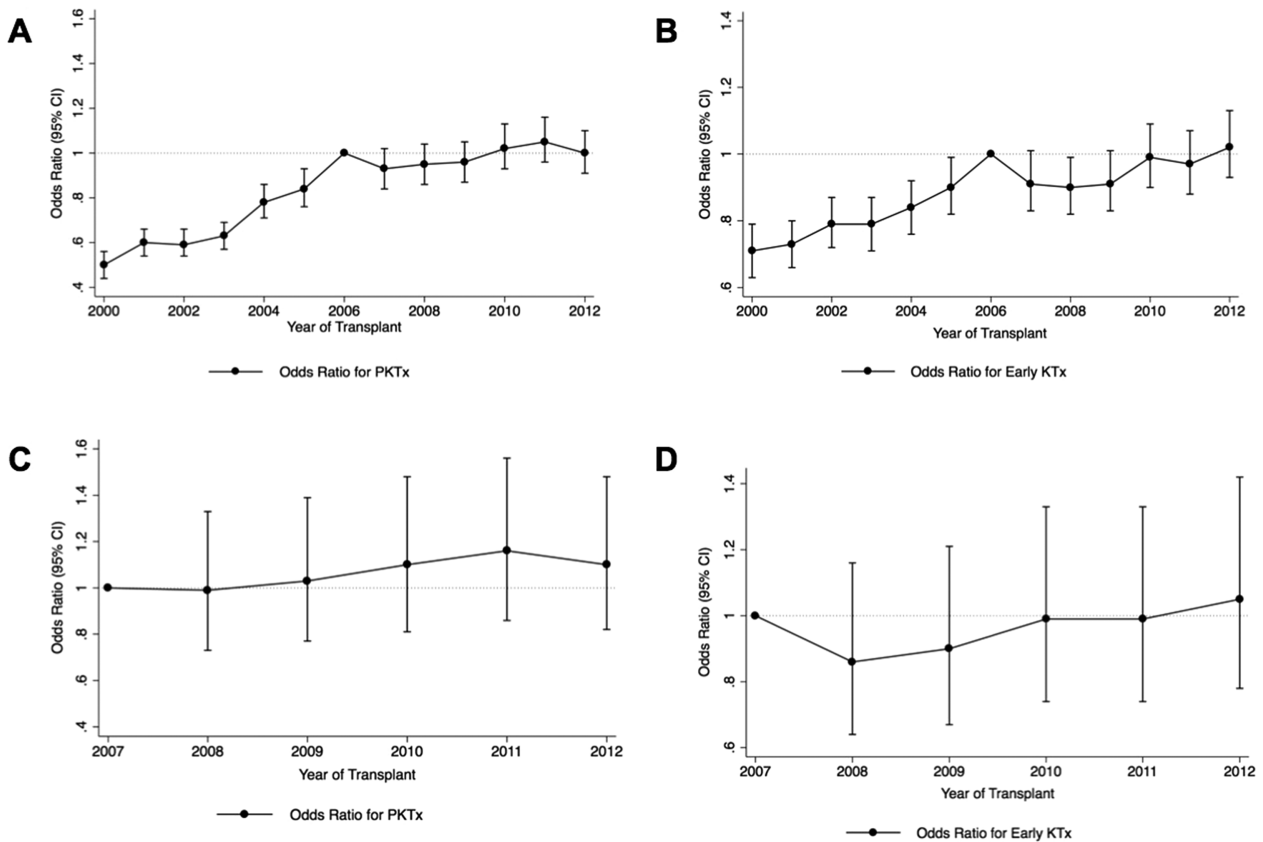 A
Odds Ratio (95% CI)
1.6
1.4
1.2
1
.8
.6
.4
2000 2002 2004 2006 2008 2010 2012
Year of Transplant
Odds Ratio for PKTx
B
Odds Ratio (95% CI)
1.4
1.2
1
.8
.6
2000 2002 2004 2006 2008 2010 2012
Year of Transplant
Odds Ratio for Early KTx
C
Odds Ratio (95% CI)
1.6
1.4
1.2
1
.8
.6
.4
2007 2008 2009 2010 2011 2012
Year of Transplant
Odds Ratio for PKTx
D
Odds Ratio (95% CI)
1.4
1.2
1
.8
.6
2007 2008 2009 2010 2011 2012
Year of Transplant
Odds Ratio for Early KTx